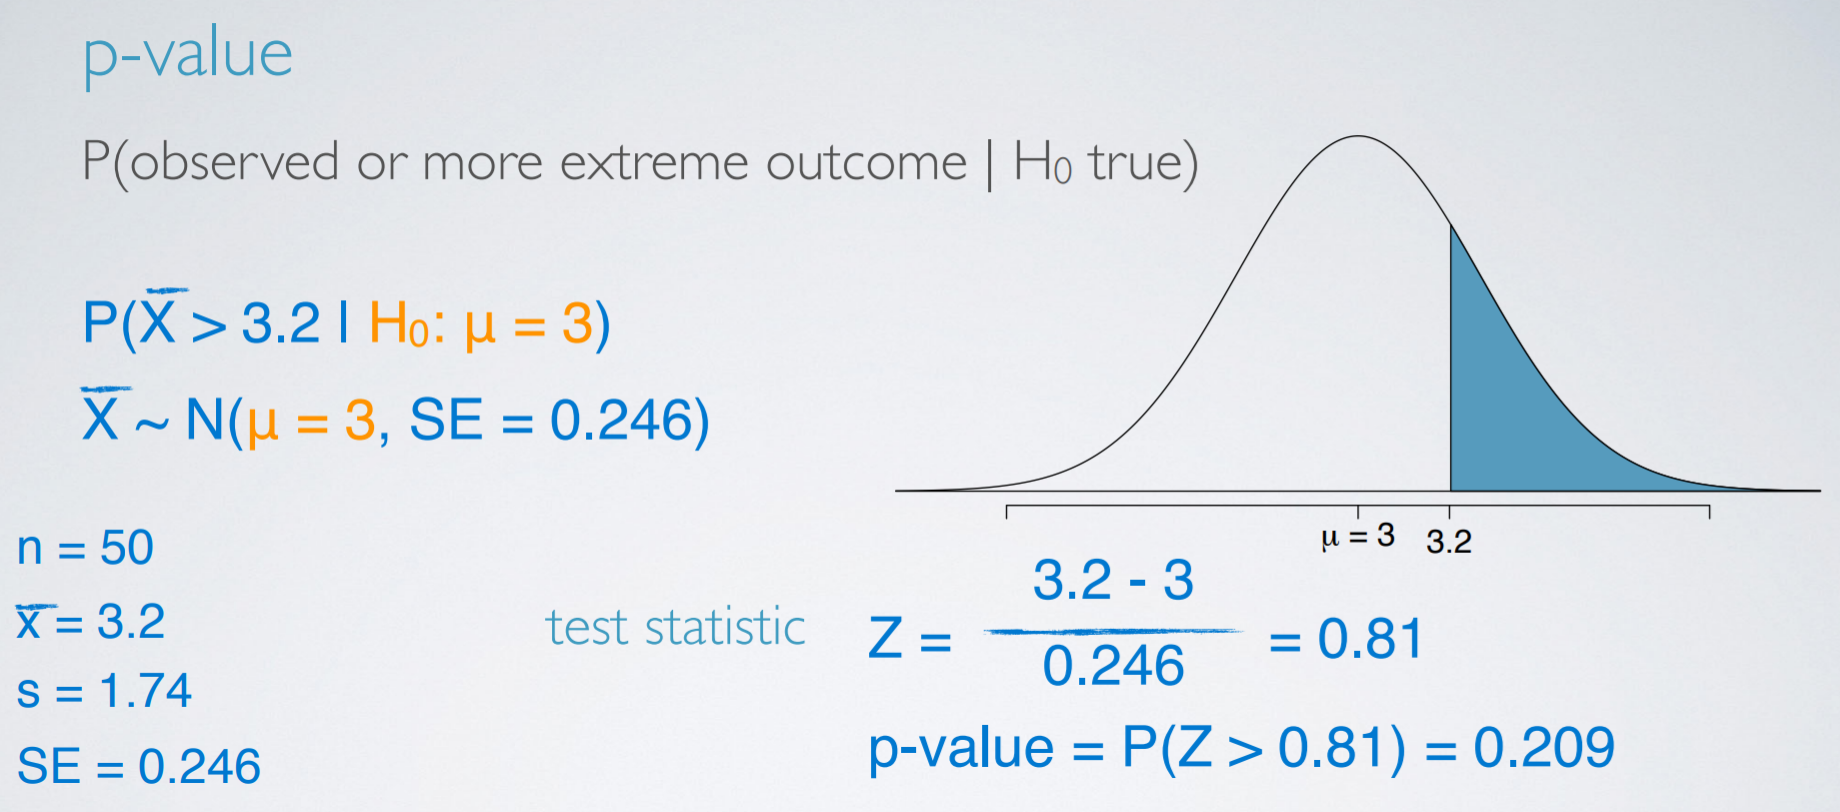 p-value
P(observed or more extreme outcome | H₀ true)
P(X̄ > 3.2 | H₀: μ = 3)
X̄ ~ N(μ = 3, SE = 0.246)
μ = 3 3.2
n = 50
x̄ = 3.2
s = 1.74
SE = 0.246
test statistic
Z = 
3.2 - 3
0.246
= 0.81
p-value = P(Z > 0.81) = 0.209